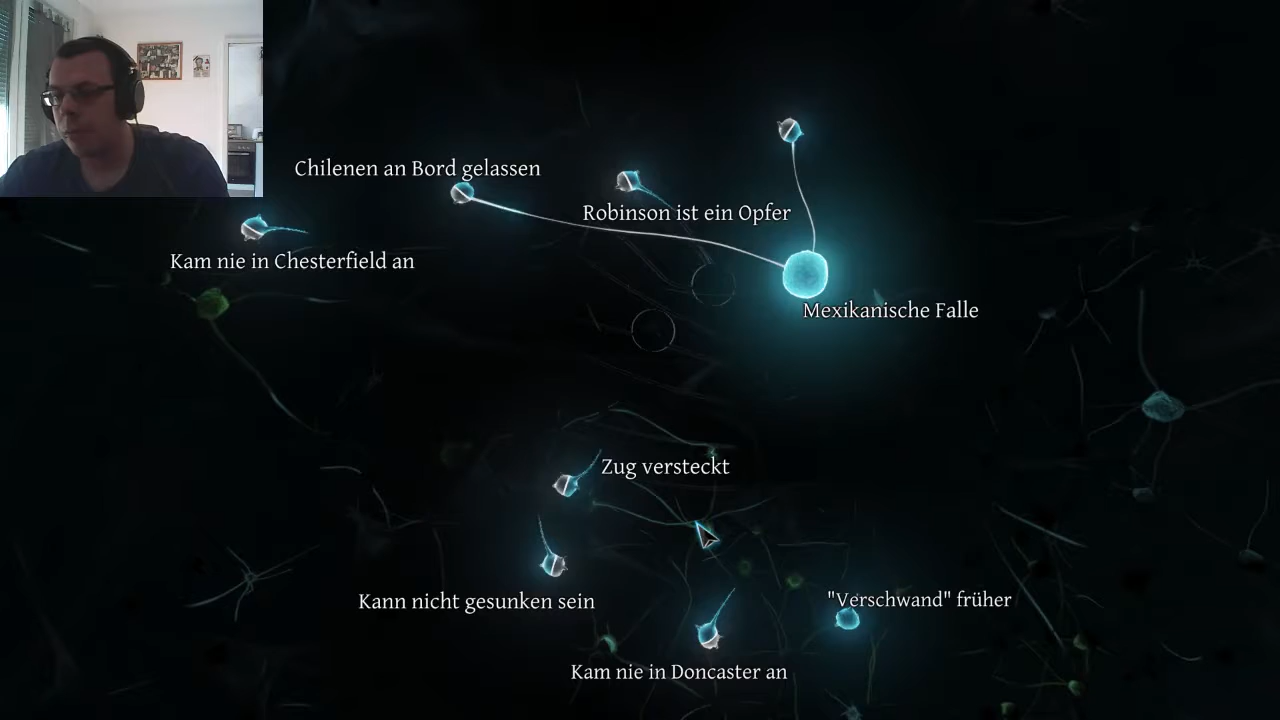 Chilenen an Bord gelassen
Robinson ist ein Opfer
Kam nie in Chesterfield an
Mexikanische Falle
Zug versteckt
Kann nicht gesunken sein
"Verschwand" früher
Kam nie in Doncaster an